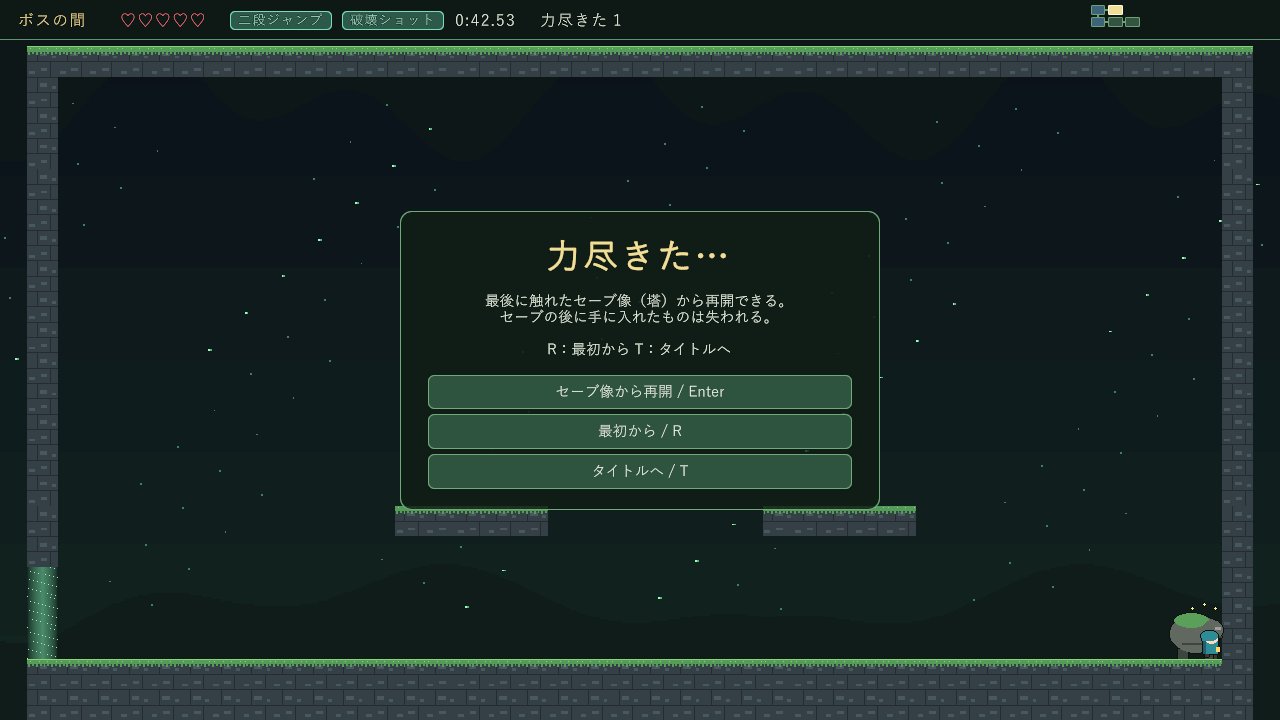 ボスの間 ♡♡♡♡♡ 二段ジャンプ 破壊ショット 0:42.53 力尽きた 1
力尽きた…
最後に触れたセーブ像（塔）から再開できる。
セーブの後に手に入れたものは失われる。
R：最初から T：タイトルへ
セーブ像から再開 / Enter
最初から / R
タイトルへ / T